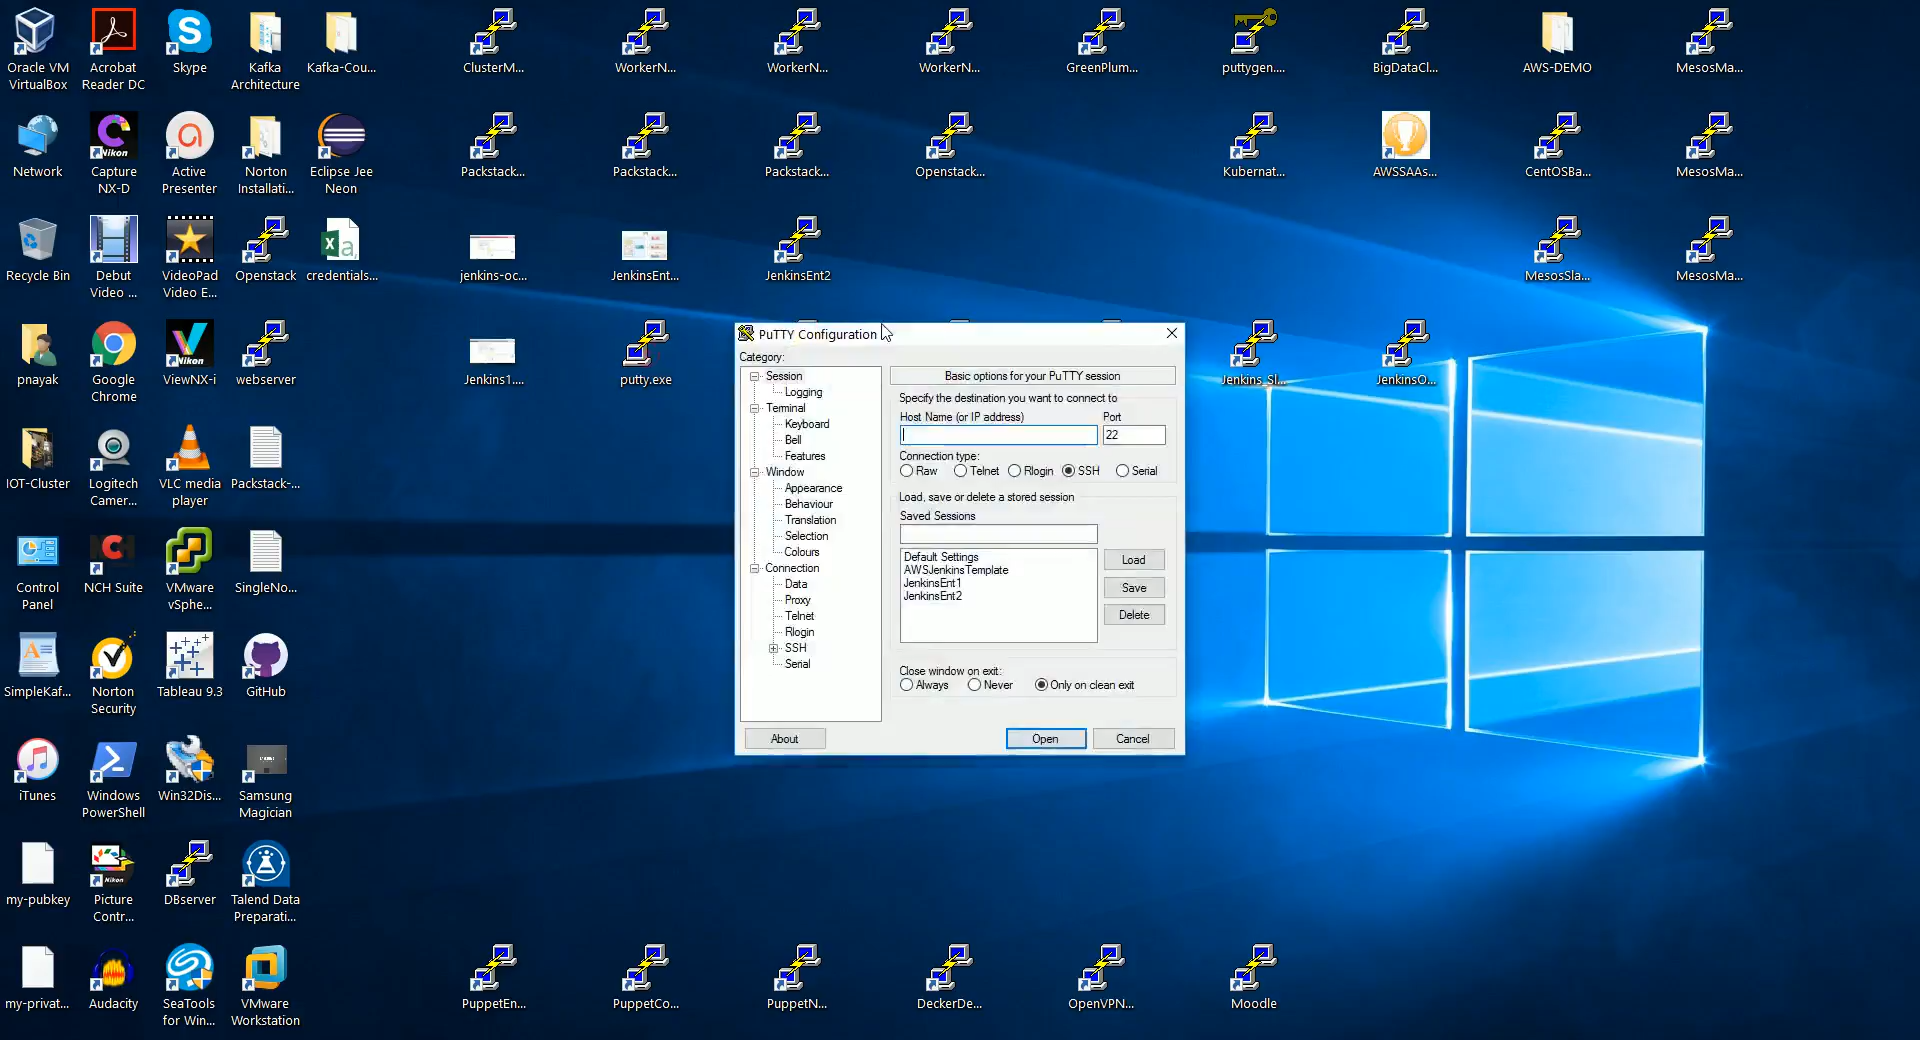 Oracle VM
VirtualBox
Acrobat
Reader DC
Skype
Kafka
Architecture
Kafka-Cou...
ClusterM...
WorkerN...
WorkerN...
WorkerN...
GreenPlum...
puttygen....
BigDataCl...
AWS-DEMO
MesosMa...
Network
Capture
NX-D
Active
Presenter
Norton
Installati...
Eclipse Jee
Neon
Packstack...
Packstack...
Packstack...
Openstack...
Kubernat...
AWSSAAs...
CentOSBa...
MesosMa...
Recycle Bin
Debut
Video ...
VideoPad
Video E...
Openstack
credentials...
jenkins-oc...
JenkinsEnt...
JenkinsEnt2
MesosSla...
MesosMa...
pnayak
Google
Chrome
ViewNX-i
webserver
Jenkins1....
putty.exe
Jenkins_Sl...
JenkinsO...
IOT-Cluster
Logitech
Camer...
VLC media
player
Packstack-...
Control
Panel
NCH Suite
VMware
vSphe...
SingleNo...
SimpleKaf...
Norton
Security
Tableau 9.3
GitHub
iTunes
Windows
PowerShell
Win32Dis...
Samsung
Magician
my-pubkey
Picture
Contr...
DBserver
Talend Data
Preparati...
my-privat...
Audacity
SeaTools
for Win...
VMware
Workstation
PuppetEn...
PuppetCo...
PuppetN...
DeckerDe...
OpenVPN...
Moodle
PuTTY Configuration
Category:
Session
Logging
Terminal
Keyboard
Bell
Features
Window
Appearance
Behaviour
Translation
Selection
Colours
Connection
Data
Proxy
Telnet
Rlogin
SSH
Serial
Basic options for your PuTTY session
Specify the destination you want to connect to
Host Name (or IP address) Port
22
Connection type:
Raw Telnet Rlogin SSH Serial
Load, save or delete a stored session
Saved Sessions
Default Settings
AWSJenkinsTemplate
JenkinsEnt1
JenkinsEnt2
Load
Save
Delete
Close window on exit:
Always Never Only on clean exit
About Open Cancel